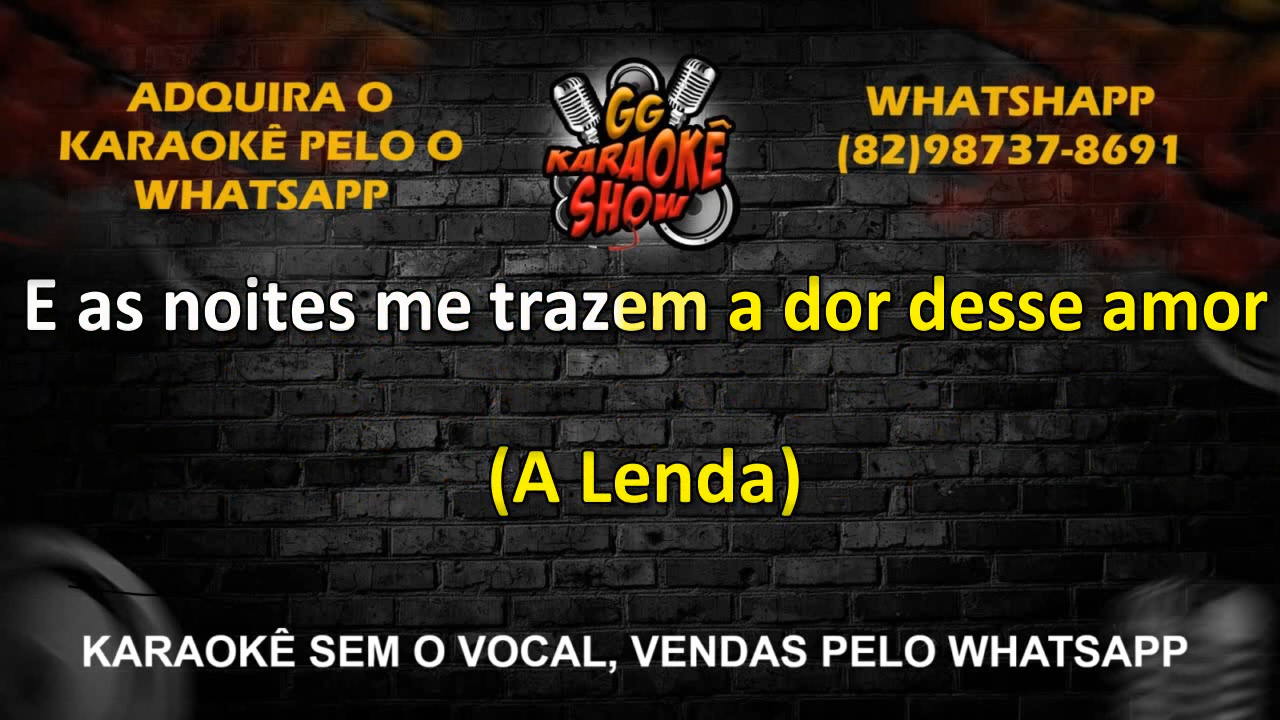 ADQUIRA O
KARAOKÊ PELO O
WHATSAPP
GG
KARAOKÊ
SHOW
WHATSHAPP
(82)98737-8691
E as noites me trazem a dor desse amor
(A Lenda)
KARAOKÊ SEM O VOCAL, VENDAS PELO WHATSAPP